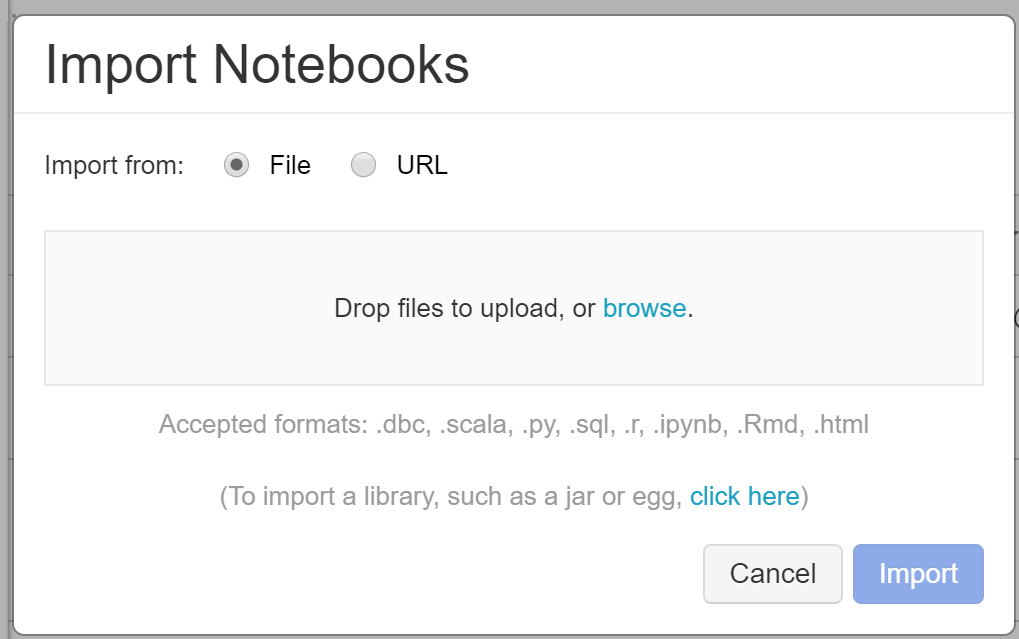 Import Notebooks
Import from: File URL
Drop files to upload, or browse.
Accepted formats: .dbc, .scala, .py, .sql, .r, .ipynb, .Rmd, .html
(To import a library, such as a jar or egg, click here)
Cancel Import